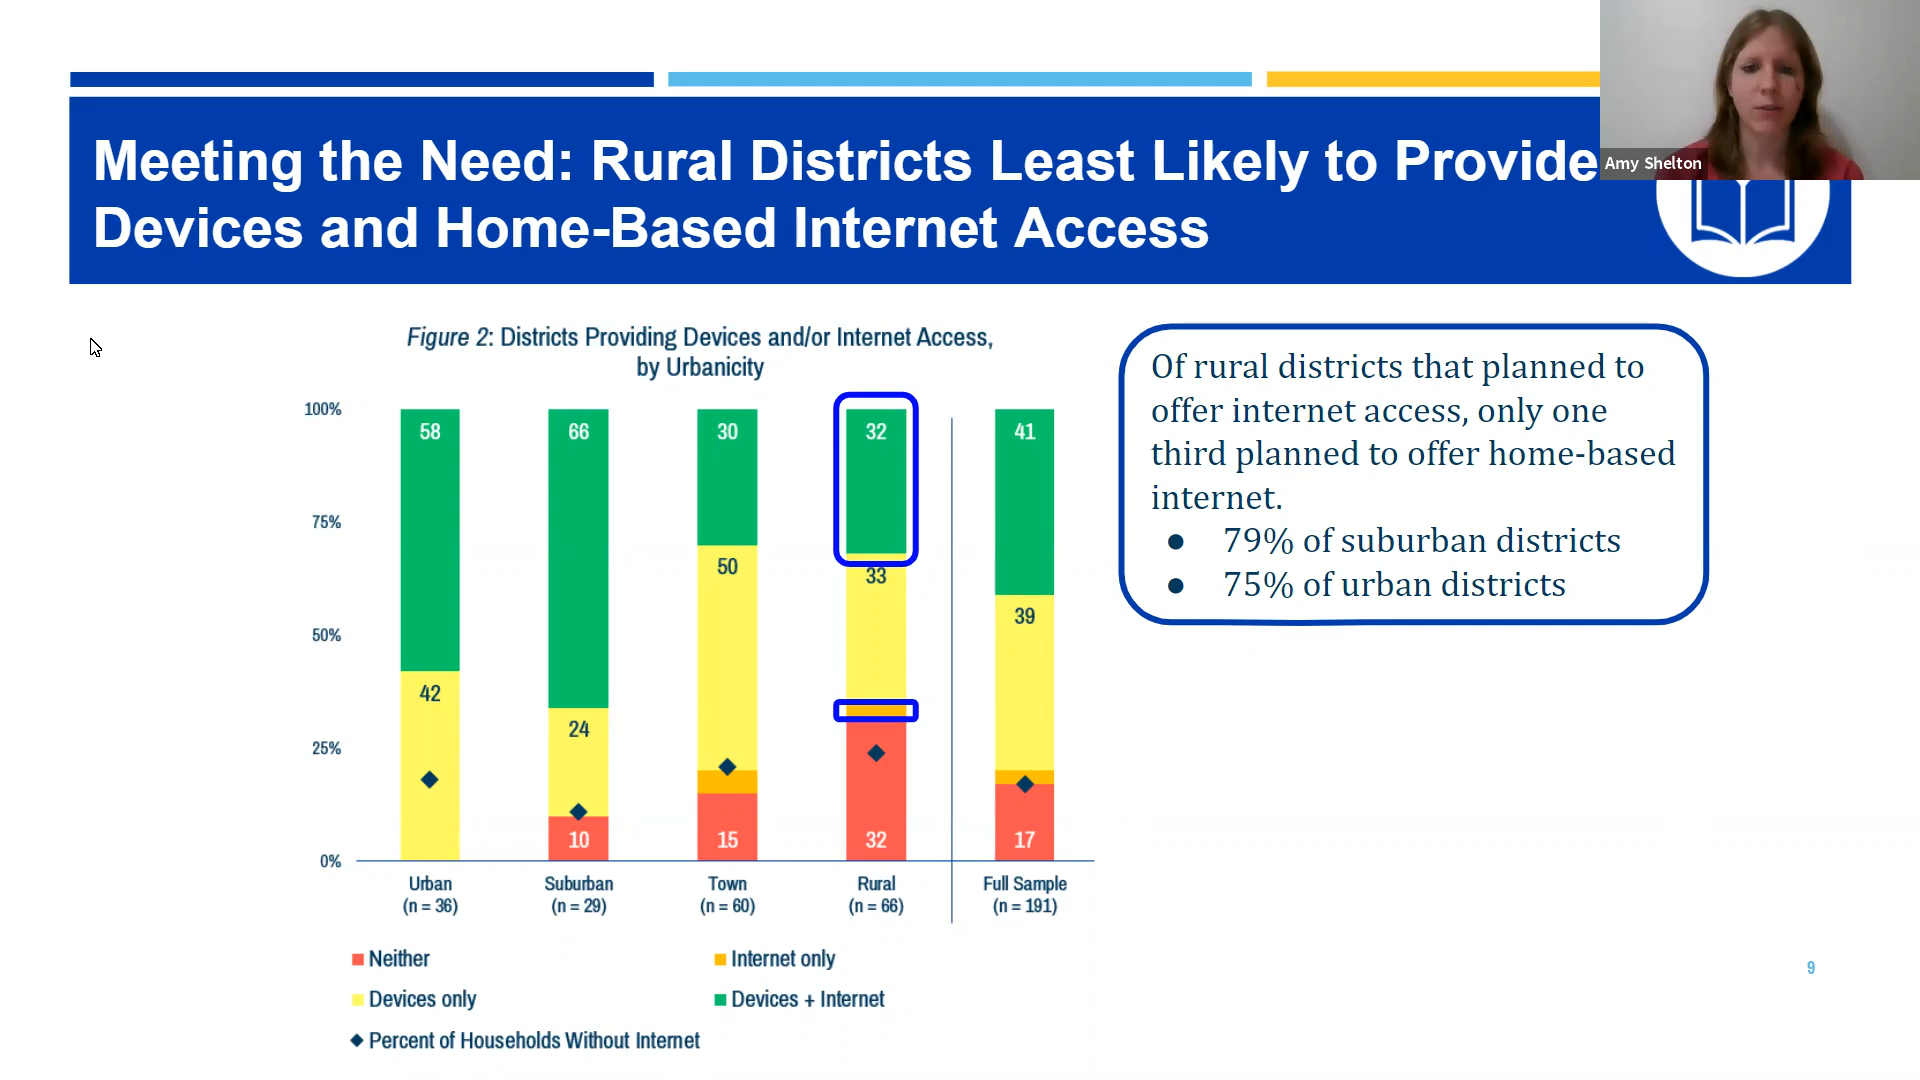 Amy Shelton
Meeting the Need: Rural Districts Least Likely to Provide
Devices and Home-Based Internet Access
Figure 2: Districts Providing Devices and/or Internet Access,
by Urbanicity
100%
75%
50%
25%
0%
58
42
66
24
10
30
50
15
32
33
32
41
39
17
Urban
(n = 36)
Suburban
(n = 29)
Town
(n = 60)
Rural
(n = 66)
Full Sample
(n = 191)
Neither
Internet only
Devices only
Devices + Internet
Percent of Households Without Internet
Of rural districts that planned to
offer internet access, only one
third planned to offer home-based
internet.
● 79% of suburban districts
● 75% of urban districts
9